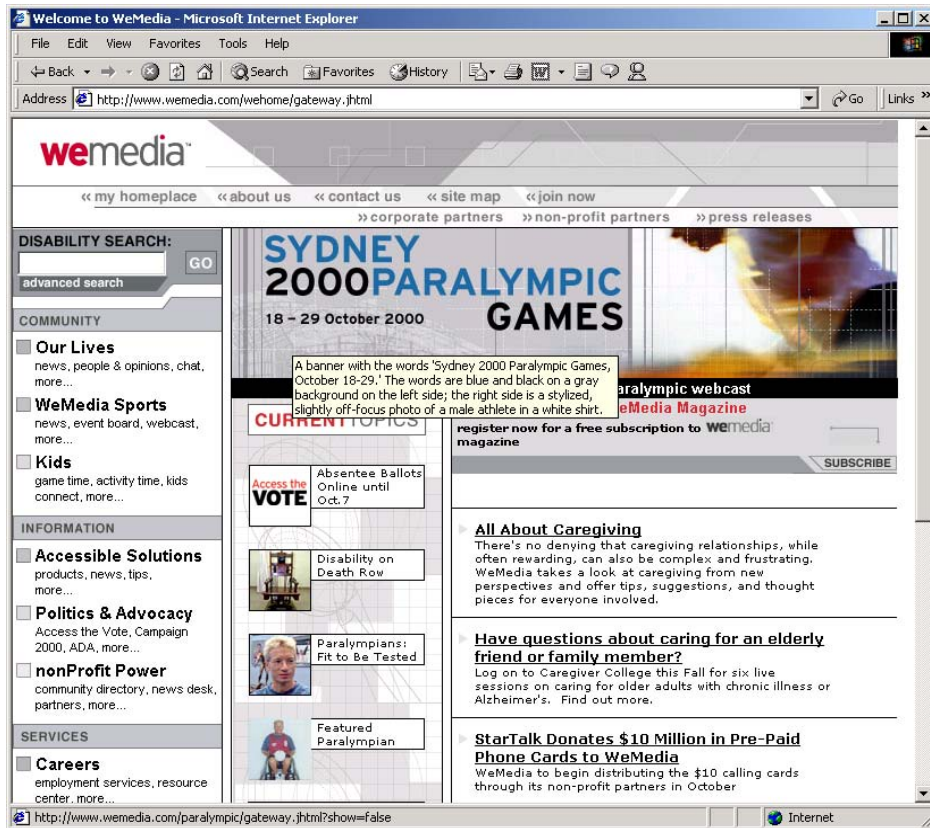 Welcome to WeMedia - Microsoft Internet Explorer
File Edit View Favorites Tools Help
Back Search Favorites History
Address http://www.wemedia.com/wehome/gateway.jhtml Go Links »
wemedia™
« my homeplace « about us « contact us « site map « join now
» corporate partners » non-profit partners » press releases
DISABILITY SEARCH:
GO
advanced search
COMMUNITY
Our Lives
news, people & opinions, chat,
more...
WeMedia Sports
news, event board, webcast,
more...
Kids
game time, activity time, kids
connect, more...
INFORMATION
Accessible Solutions
products, news, tips,
more...
Politics & Advocacy
Access the Vote, Campaign
2000, ADA, more...
nonProfit Power
community directory, news desk,
partners, more...
SERVICES
Careers
employment services, resource
center, more...
SYDNEY
2000PARALYMPIC
GAMES
18 – 29 October 2000
A banner with the words 'Sydney 2000 Paralympic Games,
October 18-29.' The words are blue and black on a gray
background on the left side; the right side is a stylized,
slightly off-focus photo of a male athlete in a white shirt.
aralympic webcast
eMedia Magazine
register now for a free subscription to wemedia
magazine
SUBSCRIBE
CURRENTTOPICS
Access the
VOTE
Absentee Ballots
Online until
Oct.7
Disability on
Death Row
Paralympians:
Fit to Be Tested
Featured
Paralympian
All About Caregiving
There's no denying that caregiving relationships, while
often rewarding, can also be complex and frustrating.
WeMedia takes a look at caregiving from new
perspectives and offer tips, suggestions, and thought
pieces for everyone involved.
Have questions about caring for an elderly
friend or family member?
Log on to Caregiver College this Fall for six live
sessions on caring for older adults with chronic illness or
Alzheimer's. Find out more.
StarTalk Donates $10 Million in Pre-Paid
Phone Cards to WeMedia
WeMedia to begin distributing the $10 calling cards
through its non-profit partners in October
http://www.wemedia.com/paralympic/gateway.jhtml?show=false Internet